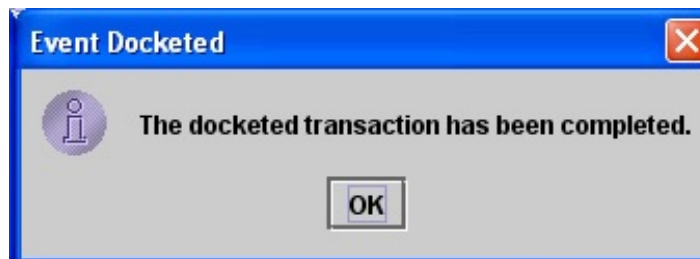 Event Docketed
The docketed transaction has been completed.
OK